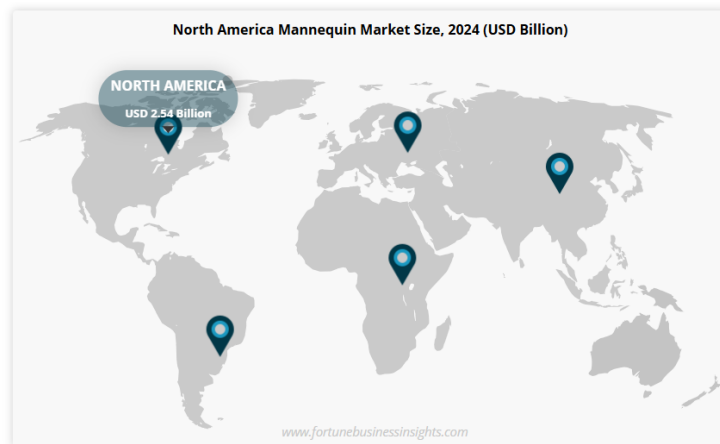 North America Mannequin Market Size, 2024 (USD Billion)
NORTH AMERICA
USD 2.54 Billion
www.fortunebusinessinsights.com